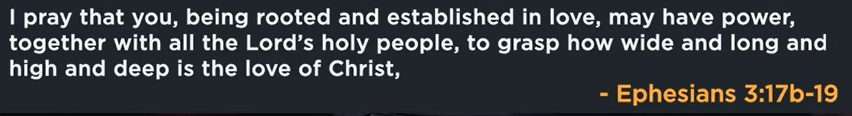 I pray that you, being rooted and established in love, may have power,
together with all the Lord’s holy people, to grasp how wide and long and
high and deep is the love of Christ,
- Ephesians 3:17b-19